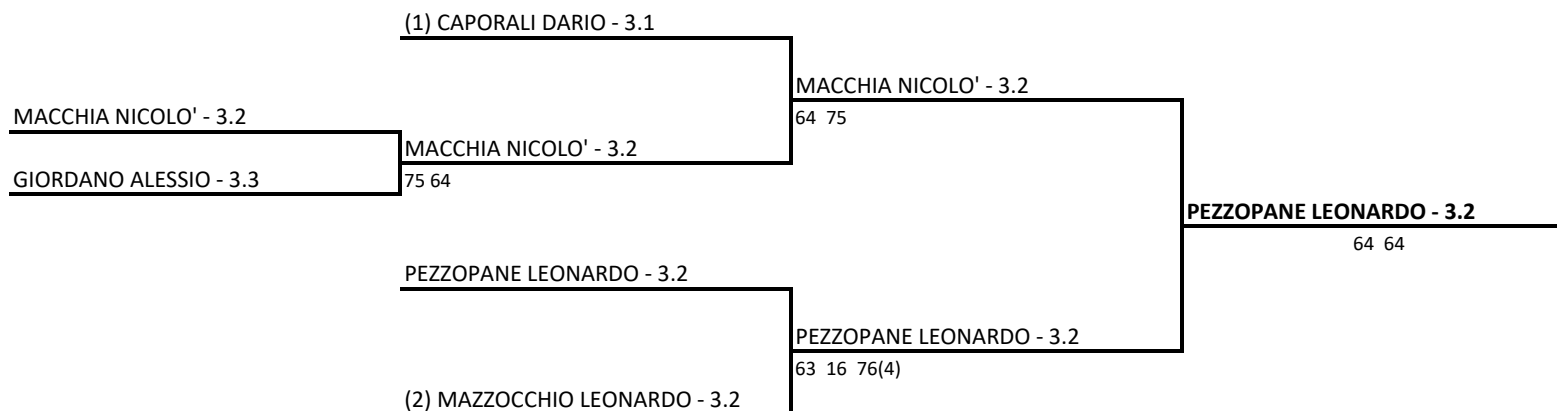 (1) CAPORALI DARIO - 3.1
MACCHIA NICOLO' - 3.2
64 75
MACCHIA NICOLO' - 3.2
MACCHIA NICOLO' - 3.2
75 64
GIORDANO ALESSIO - 3.3
PEZZOPANE LEONARDO - 3.2
64 64
PEZZOPANE LEONARDO - 3.2
PEZZOPANE LEONARDO - 3.2
63 16 76(4)
(2) MAZZOCCHIO LEONARDO - 3.2